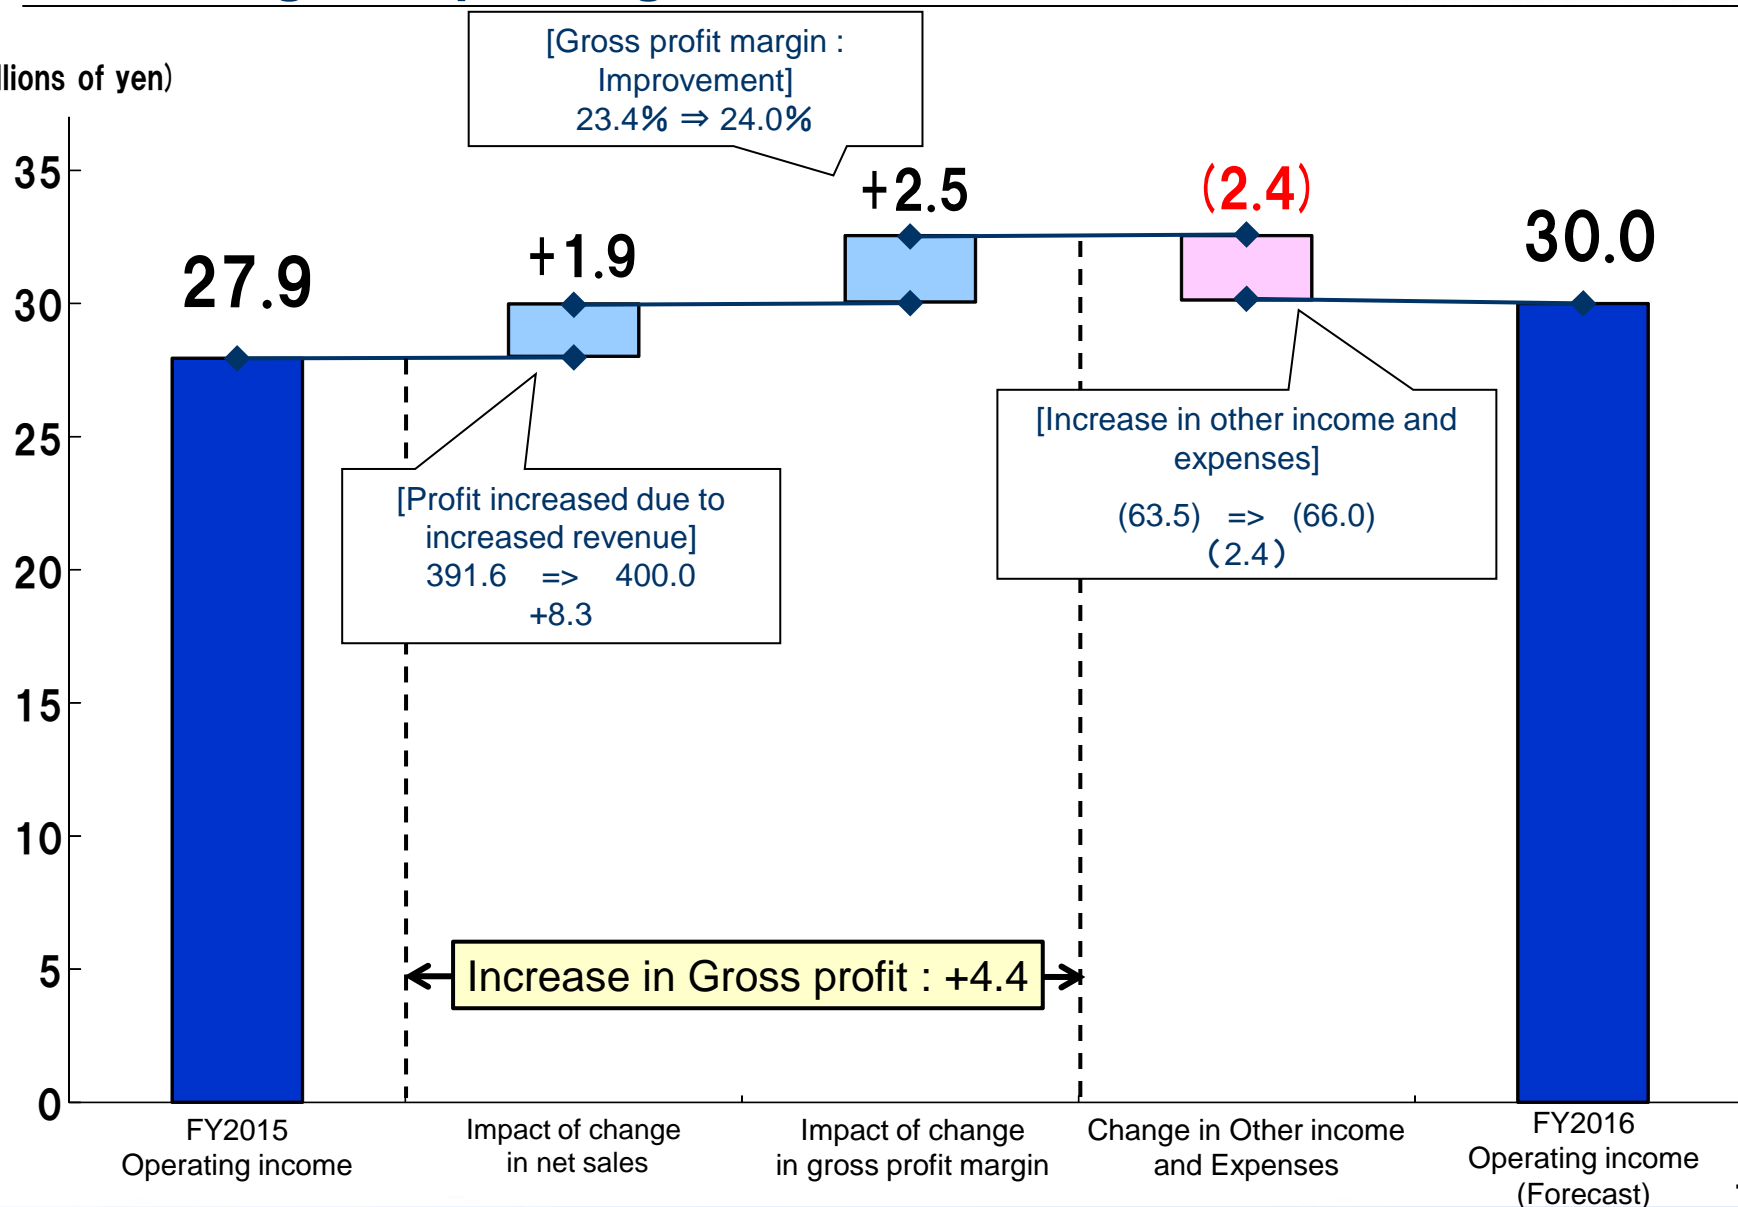 [Gross profit margin :
Improvement]
23.4% ⇒ 24.0%
of yen)
35
30
25
20
15
10
5
0
27.9
+1.9
+2.5
(2.4)
30.0
[Profit increased due to
increased revenue]
391.6 => 400.0
+8.3
[Increase in other income and
expenses]
(63.5) => (66.0)
(2.4)
Increase in Gross profit : +4.4
FY2015
Operating income
Impact of change
in net sales
Impact of change
in gross profit margin
Change in Other income
and Expenses
FY2016
Operating income
(Forecast)